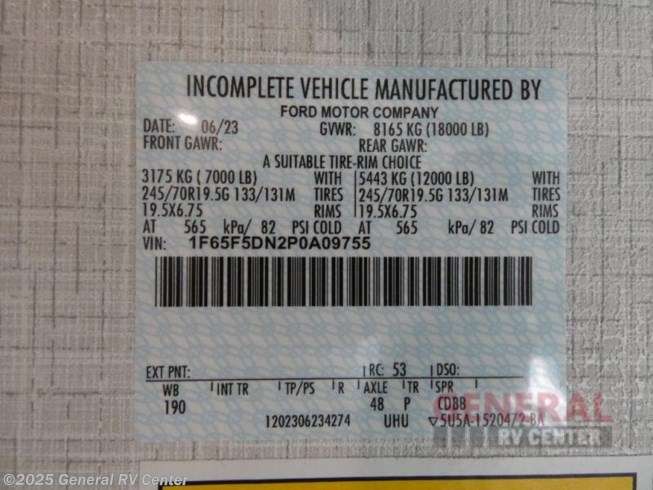 INCOMPLETE VEHICLE MANUFACTURED BY
FORD MOTOR COMPANY
DATE: 06/23 GVWR: 8165 KG (18000 LB)
FRONT GAWR: REAR GAWR:
A SUITABLE TIRE-RIM CHOICE
3175 KG ( 7000 LB) WITH 5443 KG (12000 LB) WITH
245/70R19.5G 133/131M TIRES 245/70R19.5G 133/131M TIRES
19.5X6.75 RIMS 19.5X6.75 RIMS
AT 565 kPa/ 82 PSI COLD AT 565 kPa/ 82 PSI COLD
VIN: 1F65F5DN2P0A09755
EXT PNT: RC: 53 DSO:
WB INT TR TP/PS R AXLE TR SPR
190 48 P CDBB
1202306234274 UHU ▽5U5A-1520472-BA
GENERAL
RV CENTER
©2025 General RV Center